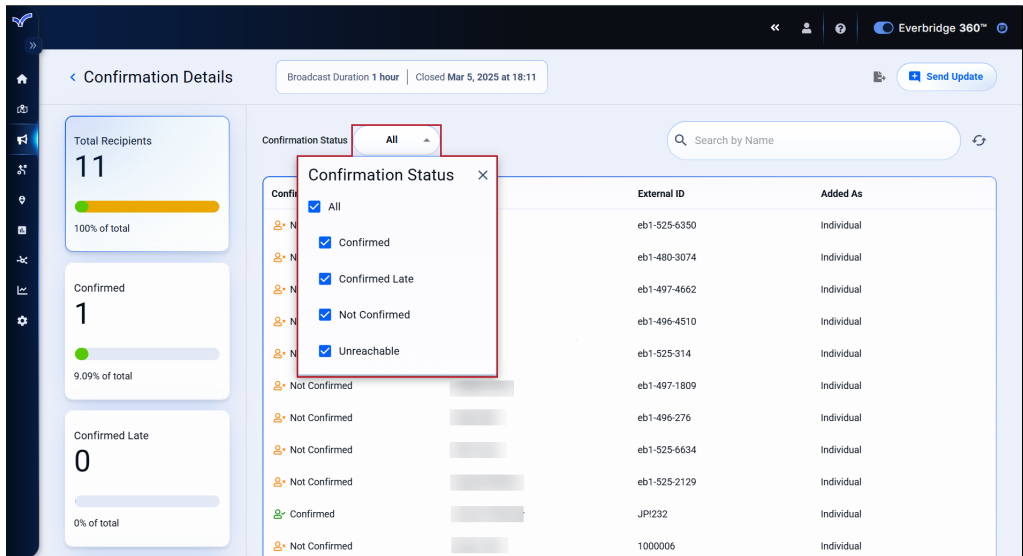 Everbridge 360™
Confirmation Details
Broadcast Duration 1 hour | Closed Mar 5, 2025 at 18:11
Send Update
Total Recipients
11
100% of total
Confirmed
1
9.09% of total
Confirmed Late
0
0% of total
Confirmation Status
All
Search by Name
Confirmation Status
All
Confirmed
Confirmed Late
Not Confirmed
Unreachable
Confi External ID Added As
N eb1-525-6350 Individual
N eb1-480-3074 Individual
N eb1-497-4662 Individual
N eb1-496-4510 Individual
N eb1-525-314 Individual
Not Confirmed eb1-497-1809 Individual
Not Confirmed eb1-496-276 Individual
Not Confirmed eb1-525-6634 Individual
Not Confirmed eb1-525-2129 Individual
Confirmed JP!232 Individual
Not Confirmed 1000006 Individual